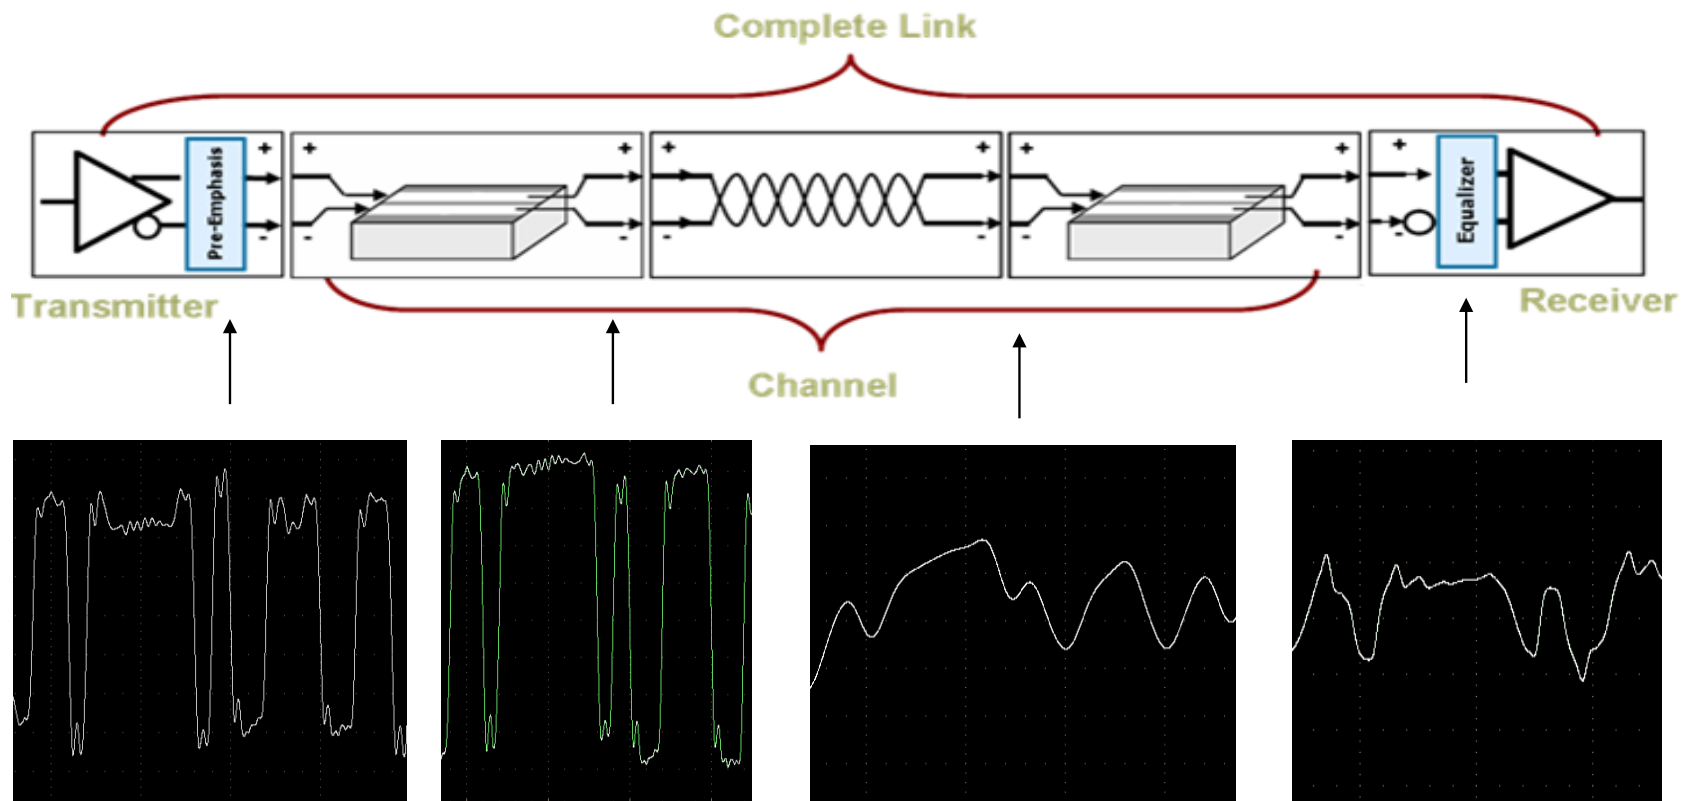 Complete Link
+ + + + + + + +
Pre-Emphasis
Equalizer
- - - - - - - -
Transmitter
Receiver
Channel